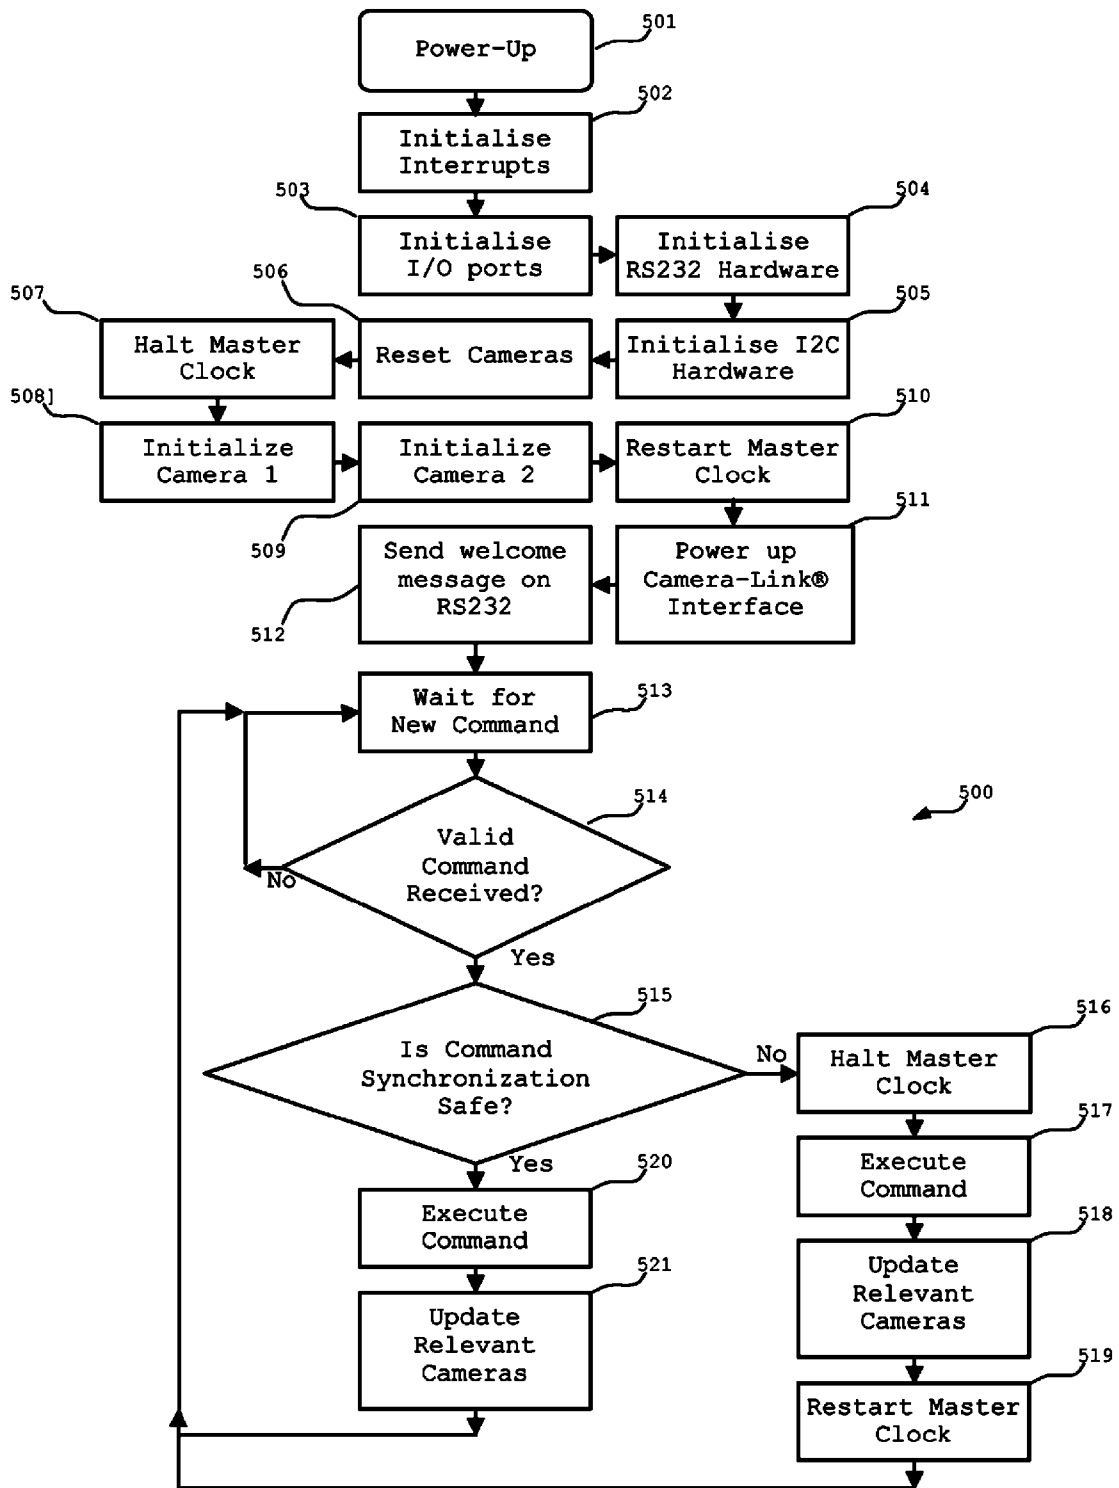 Power-Up
501
502
Initialise
Interrupts
503
504
Initialise
I/O ports
Initialise
RS232 Hardware
507
506
505
Halt Master
Clock
Reset Cameras
Initialise I2C
Hardware
508]
510
Initialize
Camera 1
Initialize
Camera 2
Restart Master
Clock
509
511
Send welcome
message on
RS232
Power up
Camera-Link®
Interface
512
Wait for
New Command
513
514
500
Valid
Command
Received?
No
Yes
515
516
Is Command
Synchronization
Safe?
No
Halt Master
Clock
Yes
517
520
Execute
Command
Execute
Command
518
521
Update
Relevant
Cameras
Update
Relevant
Cameras
519
Restart Master
Clock